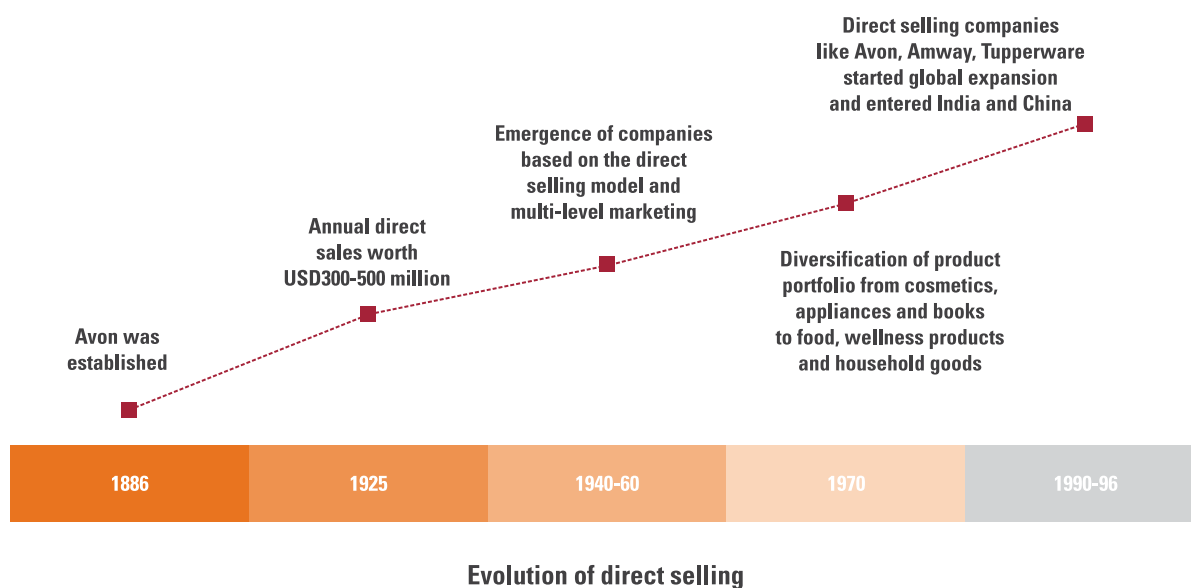 Direct selling companies
like Avon, Amway, Tupperware
started global expansion
and entered India and China
Emergence of companies
based on the direct
selling model and
multi-level marketing
Annual direct
sales worth
USD300-500 million
Avon was
established
Diversification of product
portfolio from cosmetics,
appliances and books
to food, wellness products
and household goods
1886
1925
1940-60
1970
1990-96
Evolution of direct selling